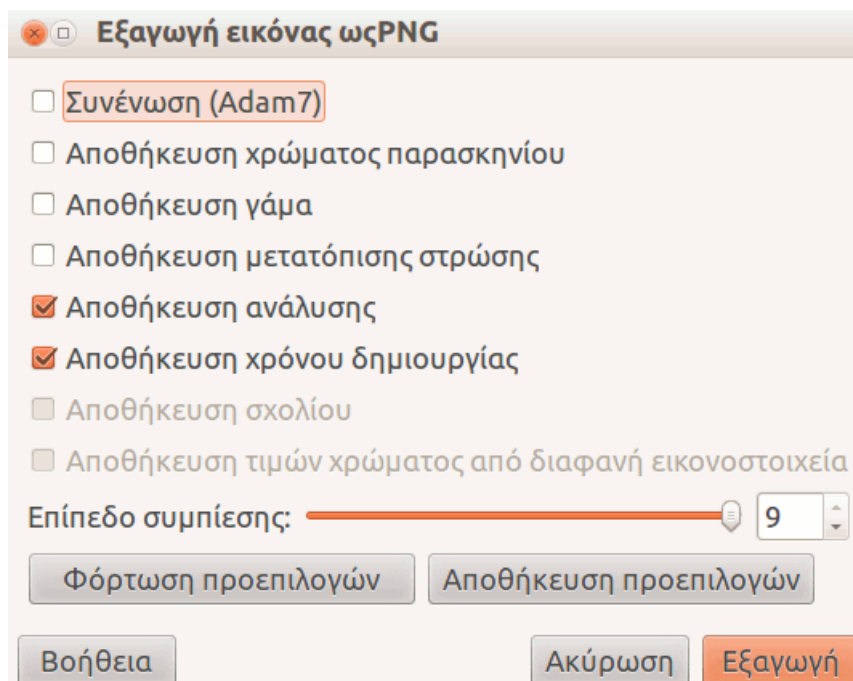 Εξαγωγή εικόνας ωςPNG
Συνένωση (Adam7)
Αποθήκευση χρώματος παρασκηνίου
Αποθήκευση γάμα
Αποθήκευση μετατόπισης στρώσης
Αποθήκευση ανάλυσης
Αποθήκευση χρόνου δημιουργίας
Αποθήκευση σχολίου
Αποθήκευση τιμών χρώματος από διαφανή εικονοστοιχεία
Επίπεδο συμπίεσης: 9
Φόρτωση προεπιλογών Αποθήκευση προεπιλογών
Βοήθεια Ακύρωση Εξαγωγή